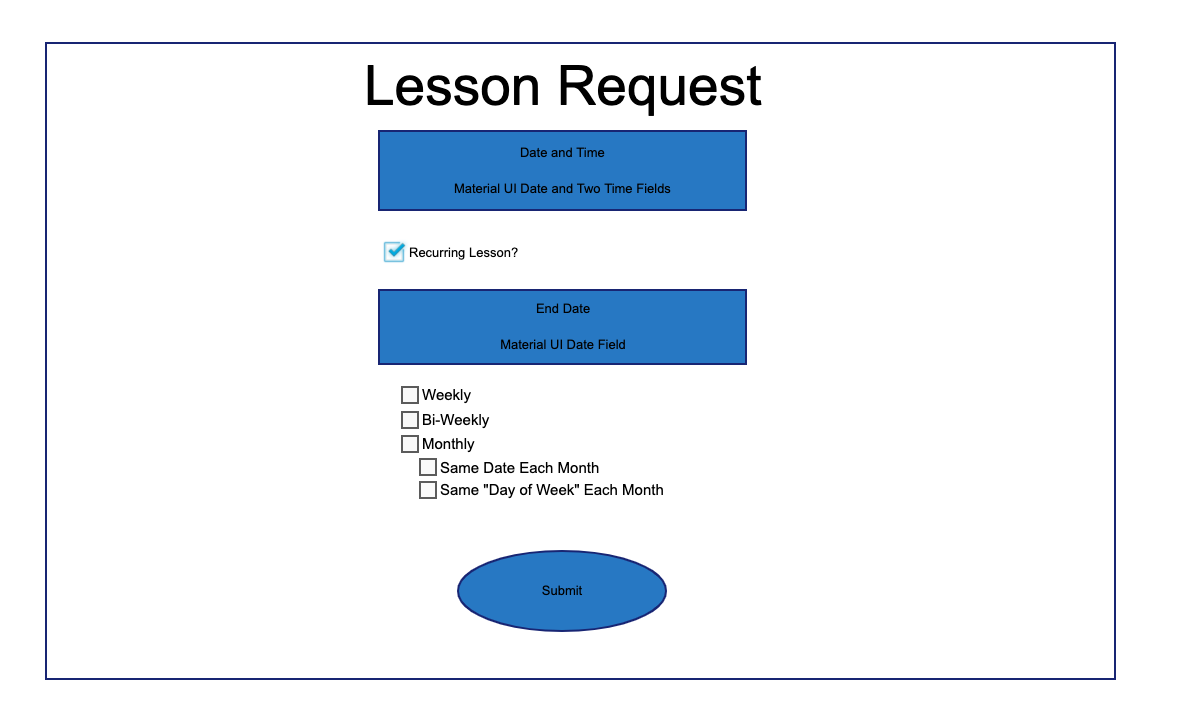 Lesson Request
Date and Time
Material UI Date and Two Time Fields
Recurring Lesson?
End Date
Material UI Date Field
Weekly
Bi-Weekly
Monthly
Same Date Each Month
Same "Day of Week" Each Month
Submit